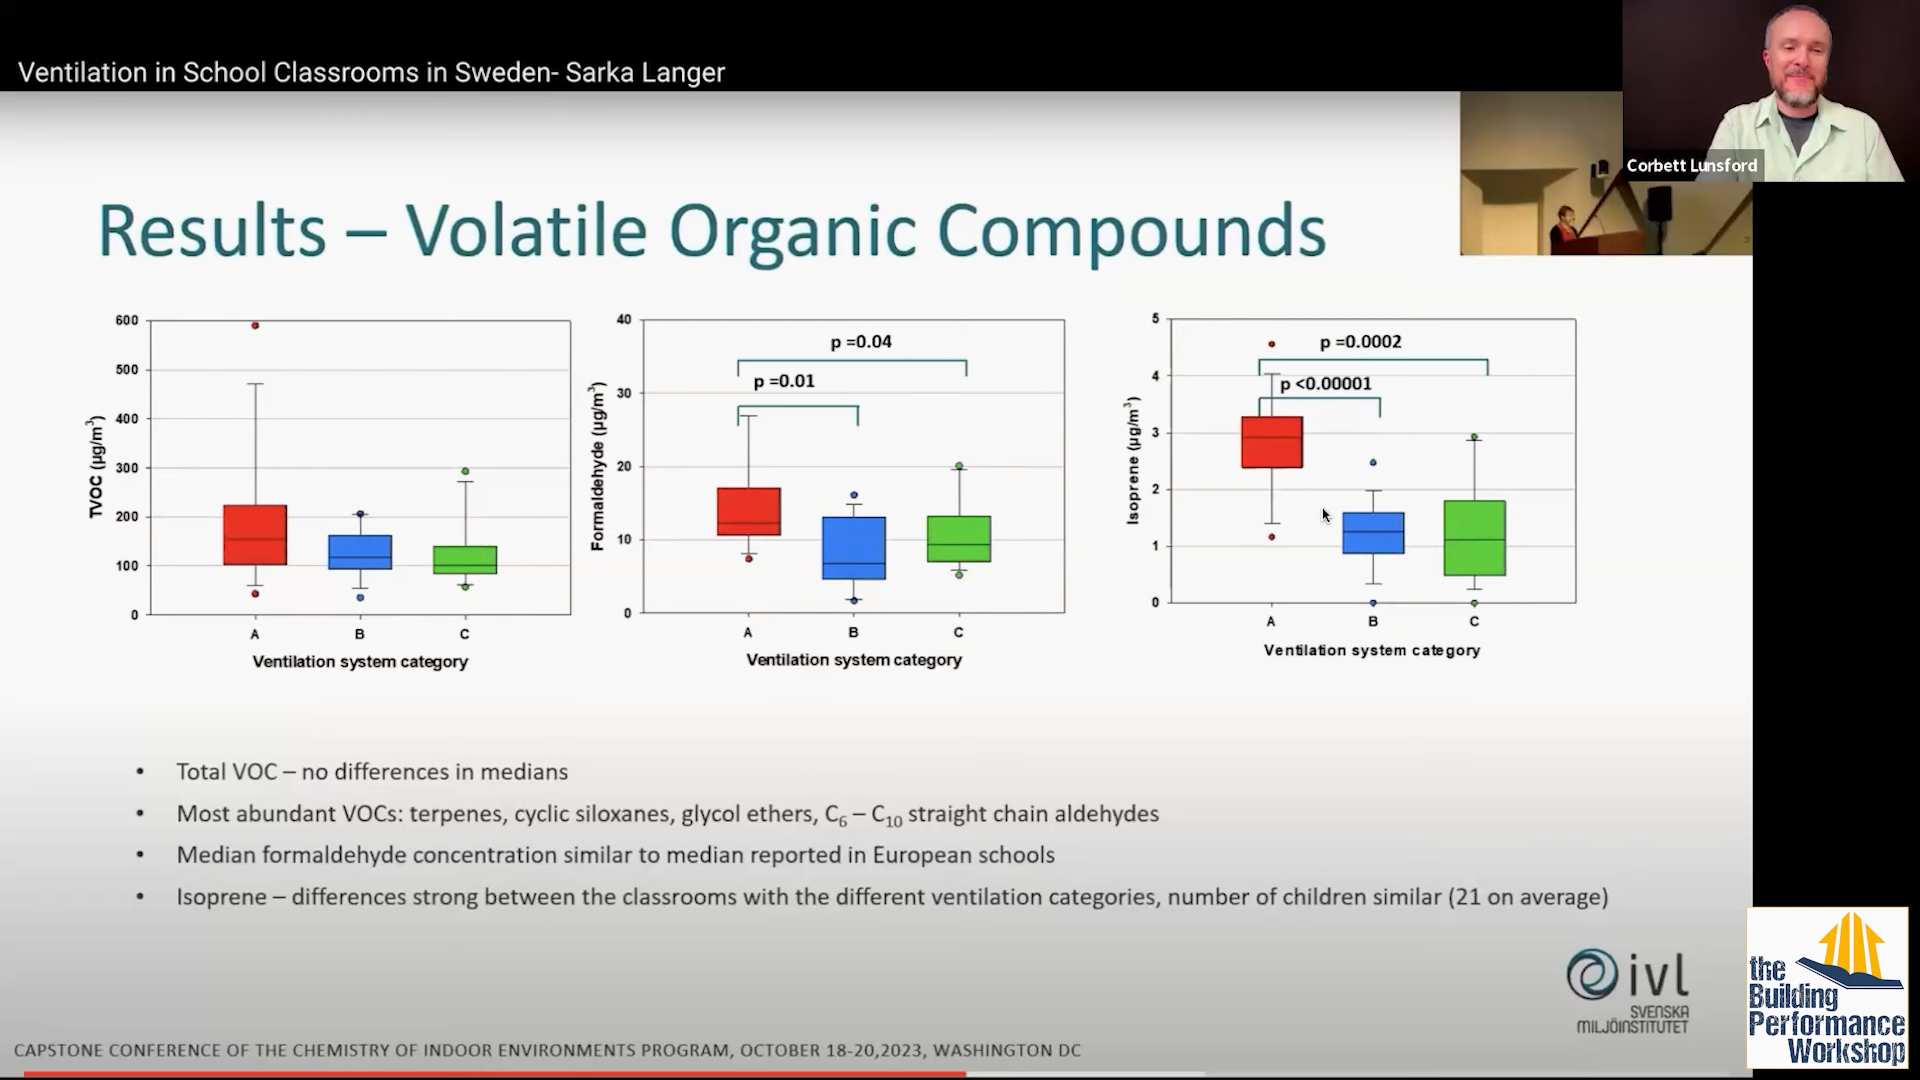 Ventilation in School Classrooms in Sweden- Sarka Langer
Corbett Lunsford
Results – Volatile Organic Compounds
600
500
400
300
200
100
0
TVOC (µg/m³)
A B C
Ventilation system category
40
30
20
10
0
Formaldehyde (µg/m³)
p =0.04
p =0.01
A B C
Ventilation system category
5
4
3
2
1
0
Isoprene (µg/m³)
p =0.0002
p <0.00001
A B C
Ventilation system category
• Total VOC – no differences in medians
• Most abundant VOCs: terpenes, cyclic siloxanes, glycol ethers, C₆ – C₁₀ straight chain aldehydes
• Median formaldehyde concentration similar to median reported in European schools
• Isoprene – differences strong between the classrooms with the different ventilation categories, number of children similar (21 on average)
ivl
SVENSKA
MILJÖINSTITUTET
the
Building
Performance
Workshop
CAPSTONE CONFERENCE OF THE CHEMISTRY OF INDOOR ENVIRONMENTS PROGRAM, OCTOBER 18-20,2023, WASHINGTON DC